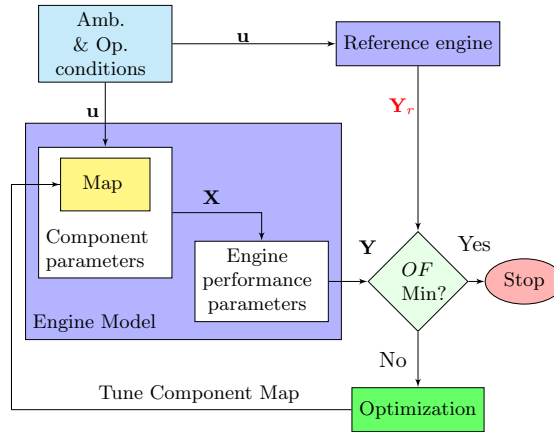 Amb.
& Op.
conditions
u
Reference engine
u
Y_r
Map
X
Component
parameters
Engine
performance
parameters
Y
OF
Min?
Yes
Stop
Engine Model
No
Tune Component Map
Optimization